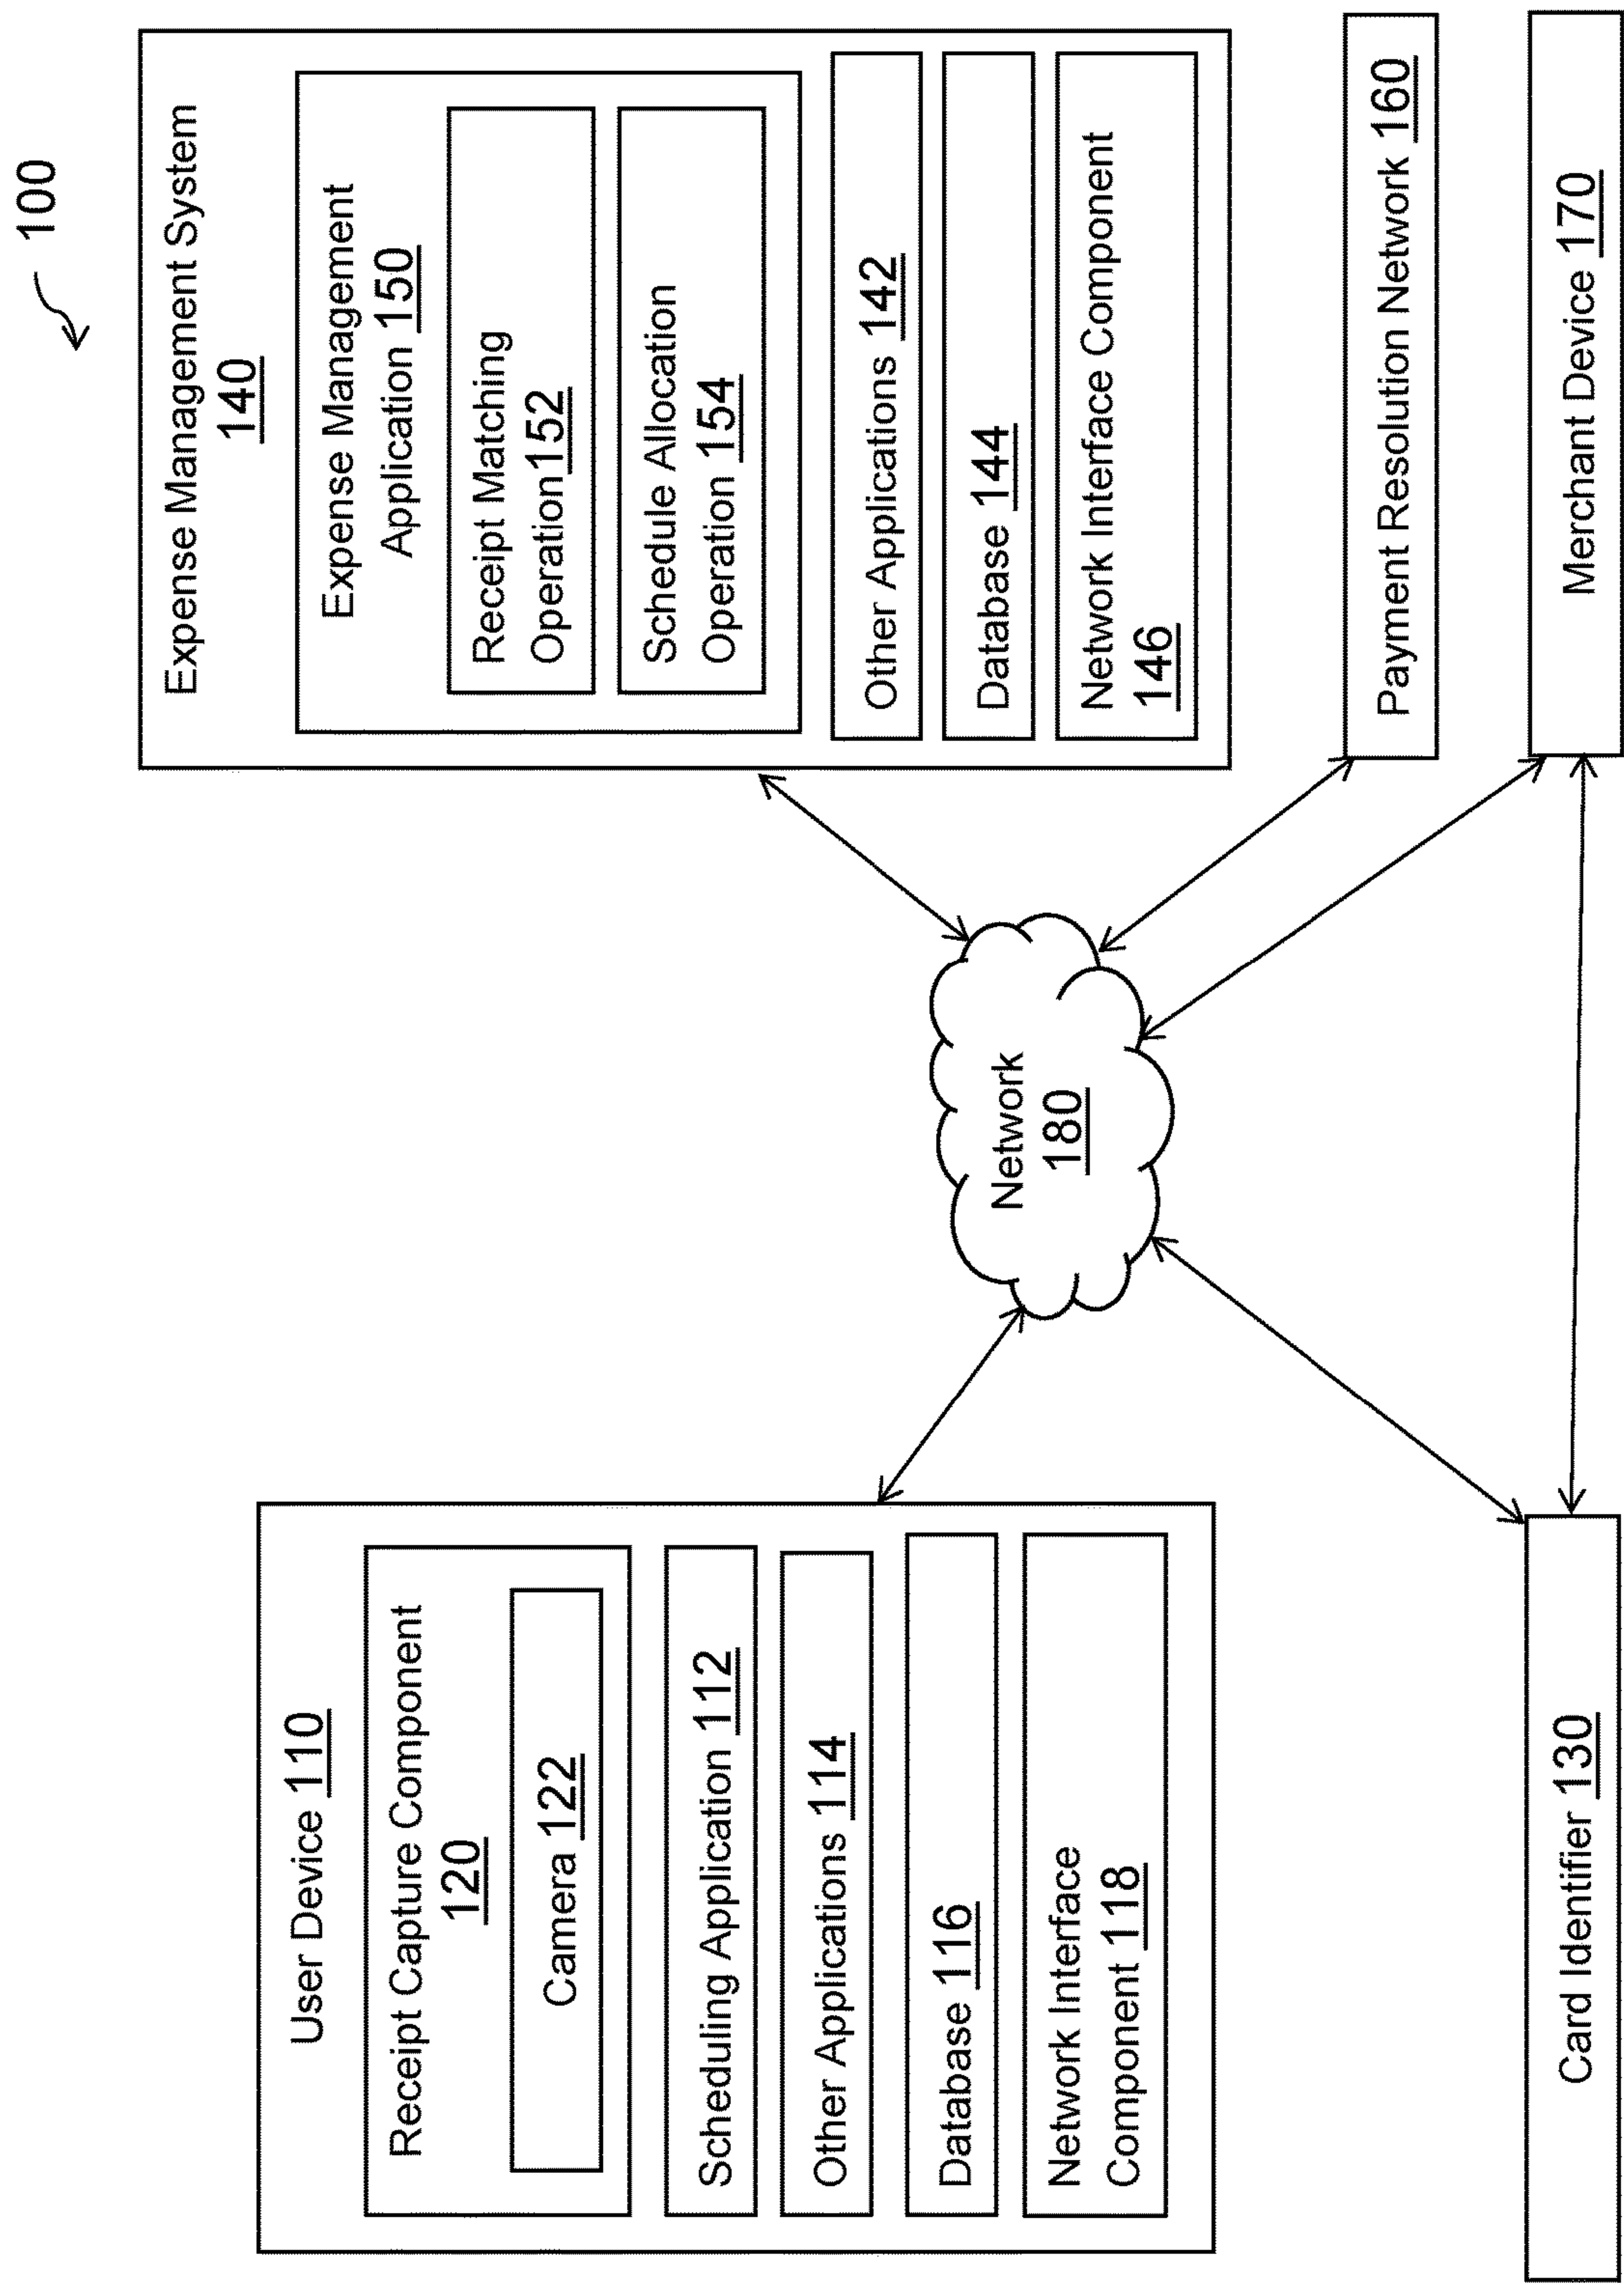 100
User Device 110
Receipt Capture Component
120
Camera 122
Scheduling Application 112
Other Applications 114
Database 116
Network Interface
Component 118
Card Identifier 130
Network
180
Expense Management System
140
Expense Management
Application 150
Receipt Matching
Operation152
Schedule Allocation
Operation 154
Other Applications 142
Database 144
Network Interface Component
146
Payment Resolution Network 160
Merchant Device 170